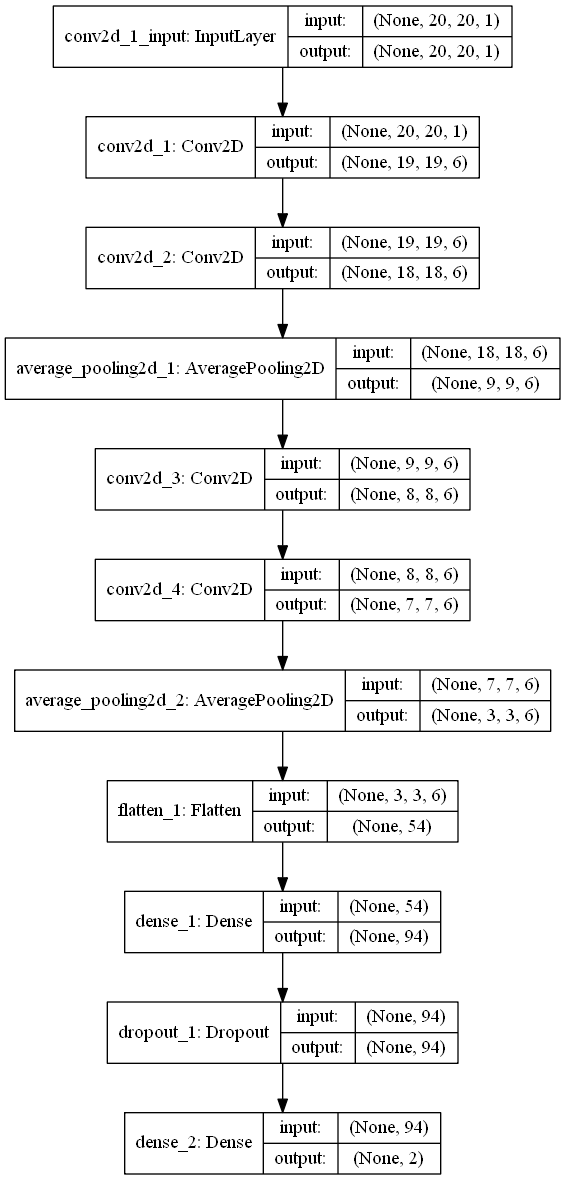 conv2d_1_input: InputLayer
input: (None, 20, 20, 1)
output: (None, 20, 20, 1)
conv2d_1: Conv2D
input: (None, 20, 20, 1)
output: (None, 19, 19, 6)
conv2d_2: Conv2D
input: (None, 19, 19, 6)
output: (None, 18, 18, 6)
average_pooling2d_1: AveragePooling2D
input: (None, 18, 18, 6)
output: (None, 9, 9, 6)
conv2d_3: Conv2D
input: (None, 9, 9, 6)
output: (None, 8, 8, 6)
conv2d_4: Conv2D
input: (None, 8, 8, 6)
output: (None, 7, 7, 6)
average_pooling2d_2: AveragePooling2D
input: (None, 7, 7, 6)
output: (None, 3, 3, 6)
flatten_1: Flatten
input: (None, 3, 3, 6)
output: (None, 54)
dense_1: Dense
input: (None, 54)
output: (None, 94)
dropout_1: Dropout
input: (None, 94)
output: (None, 94)
dense_2: Dense
input: (None, 94)
output: (None, 2)